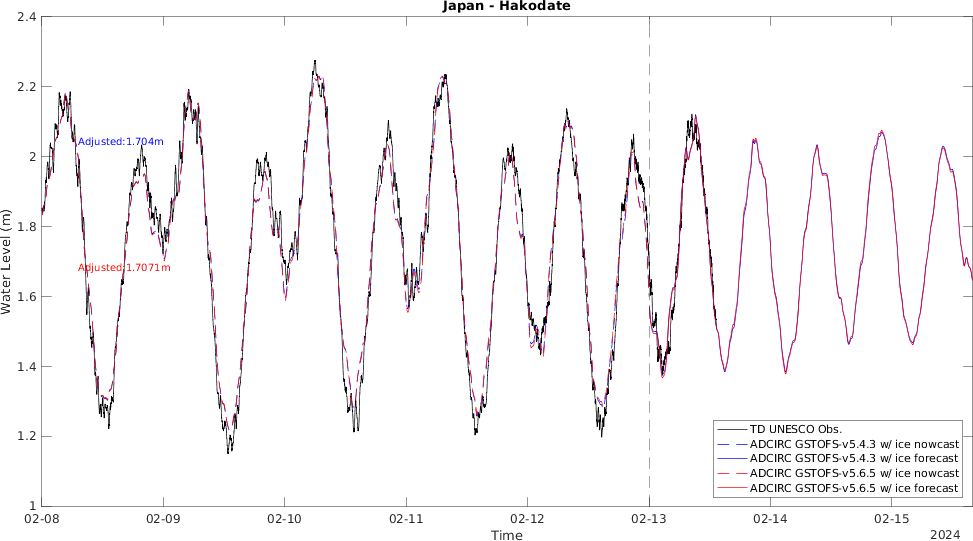 Japan - Hakodate
2.4
2.2
2
1.8
1.6
1.4
1.2
1
Water Level (m)
Adjusted:1.704m
Adjusted:1.7071m
TD UNESCO Obs.
ADCIRC GSTOFS-v5.4.3 w/ ice nowcast
ADCIRC GSTOFS-v5.4.3 w/ ice forecast
ADCIRC GSTOFS-v5.6.5 w/ ice nowcast
ADCIRC GSTOFS-v5.6.5 w/ ice forecast
02-08 02-09 02-10 02-11 02-12 02-13 02-14 02-15
Time
2024